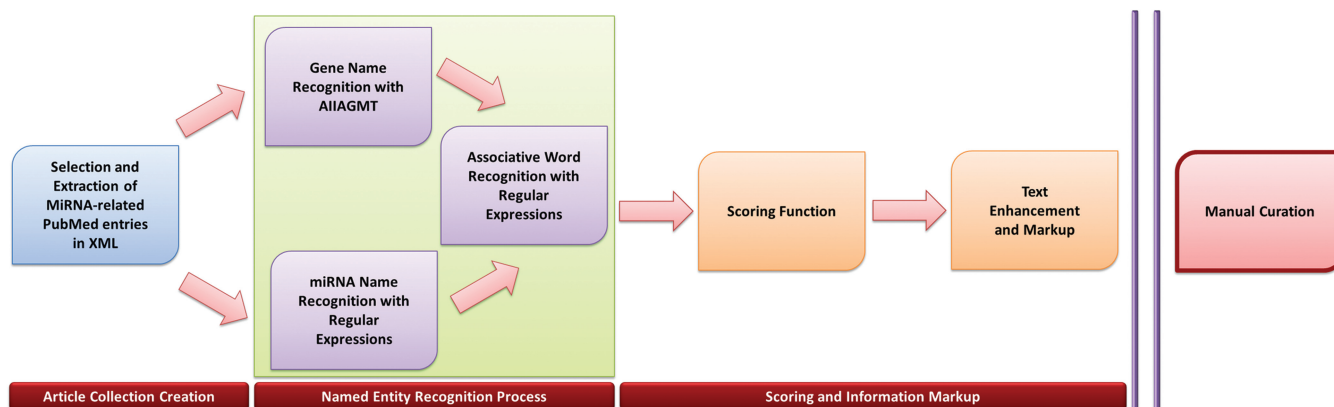 Selection and
Extraction of
MiRNA-related
PubMed entries
in XML
Gene Name
Recognition with
AIIAGMT
miRNA Name
Recognition with
Regular
Expressions
Associative Word
Recognition with
Regular
Expressions
Scoring Function
Text
Enhancement
and Markup
Manual Curation
Article Collection Creation
Named Entity Recognition Process
Scoring and Information Markup